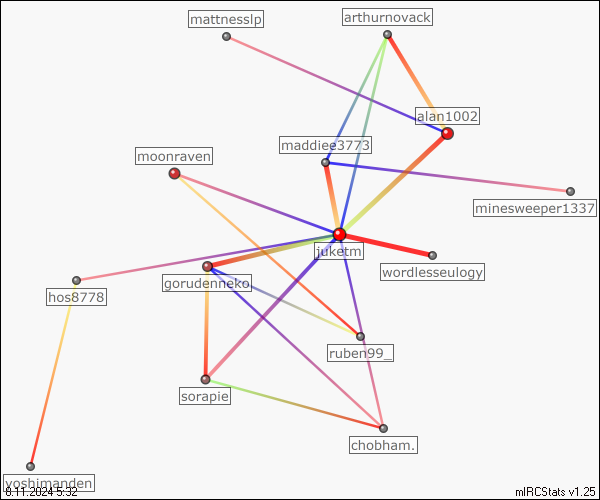 mattnesslp
arthurnovack
alan1002
maddiee3773
moonraven
minesweeper1337
juketm
wordlesseulogy
gorudenneko
hos8778
ruben99_
sorapie
chobham.
yoshimanden
8.11.2024 5:32
mIRCStats v1.25